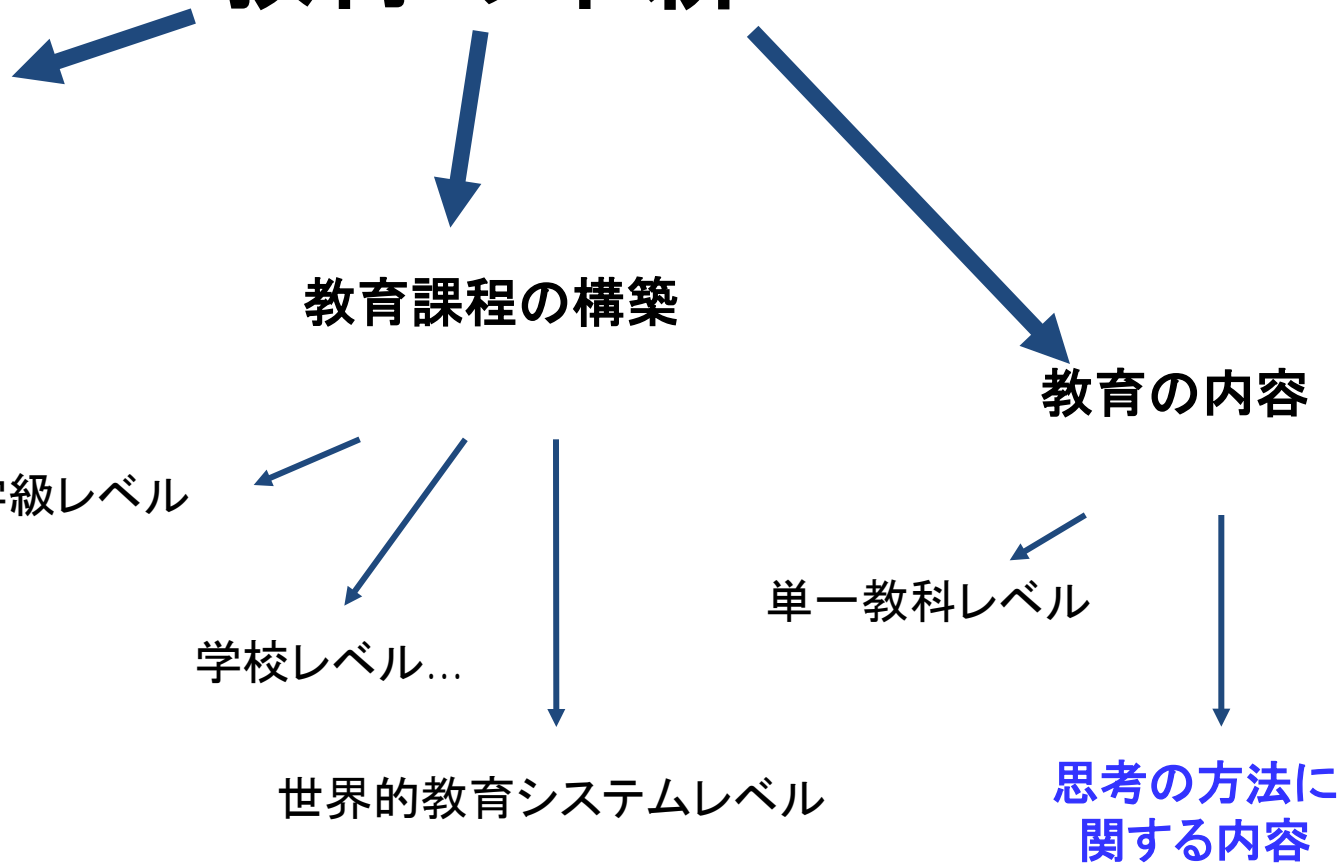 教育課程の構築
教育の内容
級レベル
単一教科レベル
学校レベル…
世界的教育システムレベル
思考の方法に
関する内容